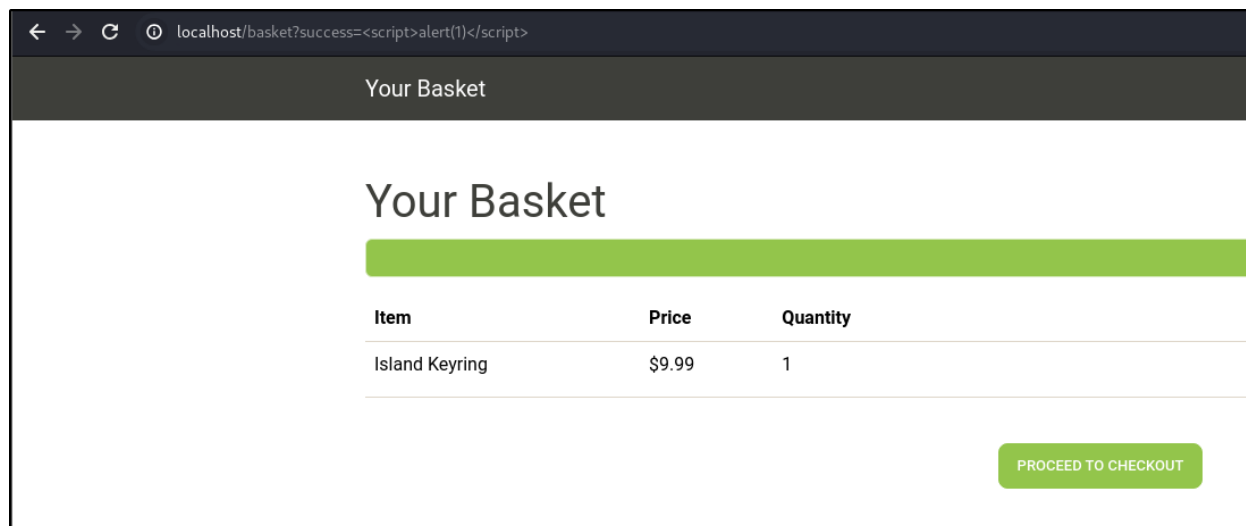 localhost/basket?success=<script>alert(1)</script>
Your Basket
Your Basket
Item Price Quantity
Island Keyring $9.99 1
PROCEED TO CHECKOUT